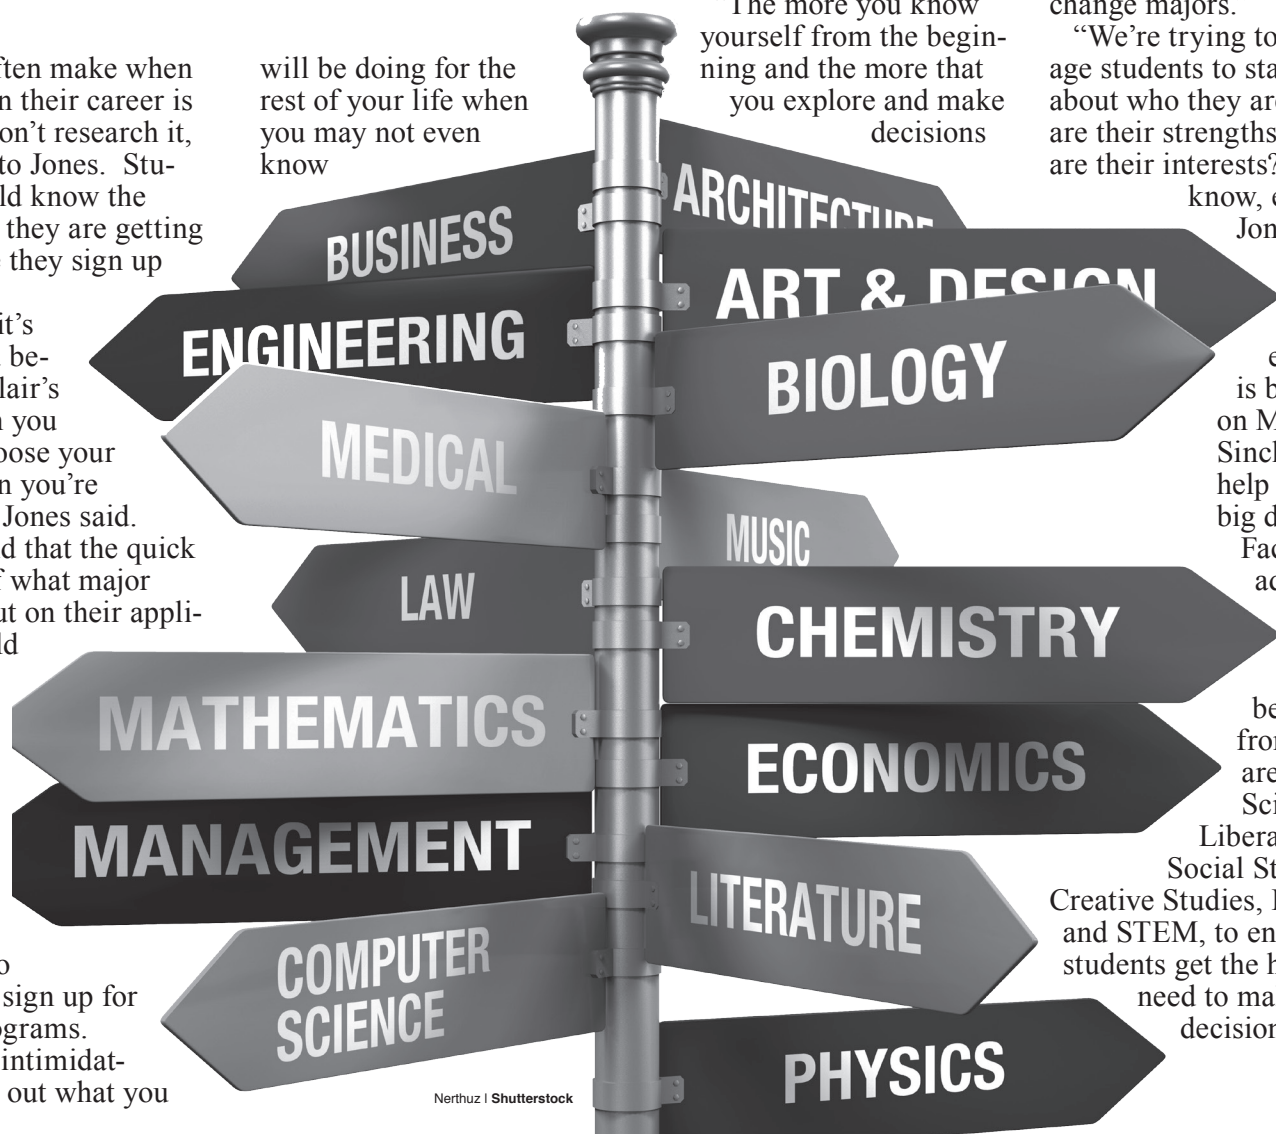 ften make when
n their career is
on't research it,
to Jones.  Stu-
ld know the
they are getting
e they sign up
it's
be-
lair's
n you
oose your
n you're
Jones said.
d that the quick
f what major
ut on their appli-
ld
o
sign up for
ograms.
intimidat-
out what you
will be doing for the
rest of your life when
you may not even
know
The more you know
yourself from the begin-
ning and the more that
you explore and make
decisions
change majors.
“We’re trying to
age students to sta
about who they are
are their strengths
are their interests?
know, e
Jon
e
is b
on M
Sincl
help
big d
Fac
ac
be
from
are
Sci
Libera
Social St
Creative Studies, 
and STEM, to en
students get the h
need to ma
decision
ARCHITECTURE
BUSINESS
ART & DESIGN
ENGINEERING
BIOLOGY
MEDICAL
MUSIC
LAW
CHEMISTRY
MATHEMATICS
ECONOMICS
MANAGEMENT
LITERATURE
COMPUTER
SCIENCE
PHYSICS
Nerthuz | Shutterstock